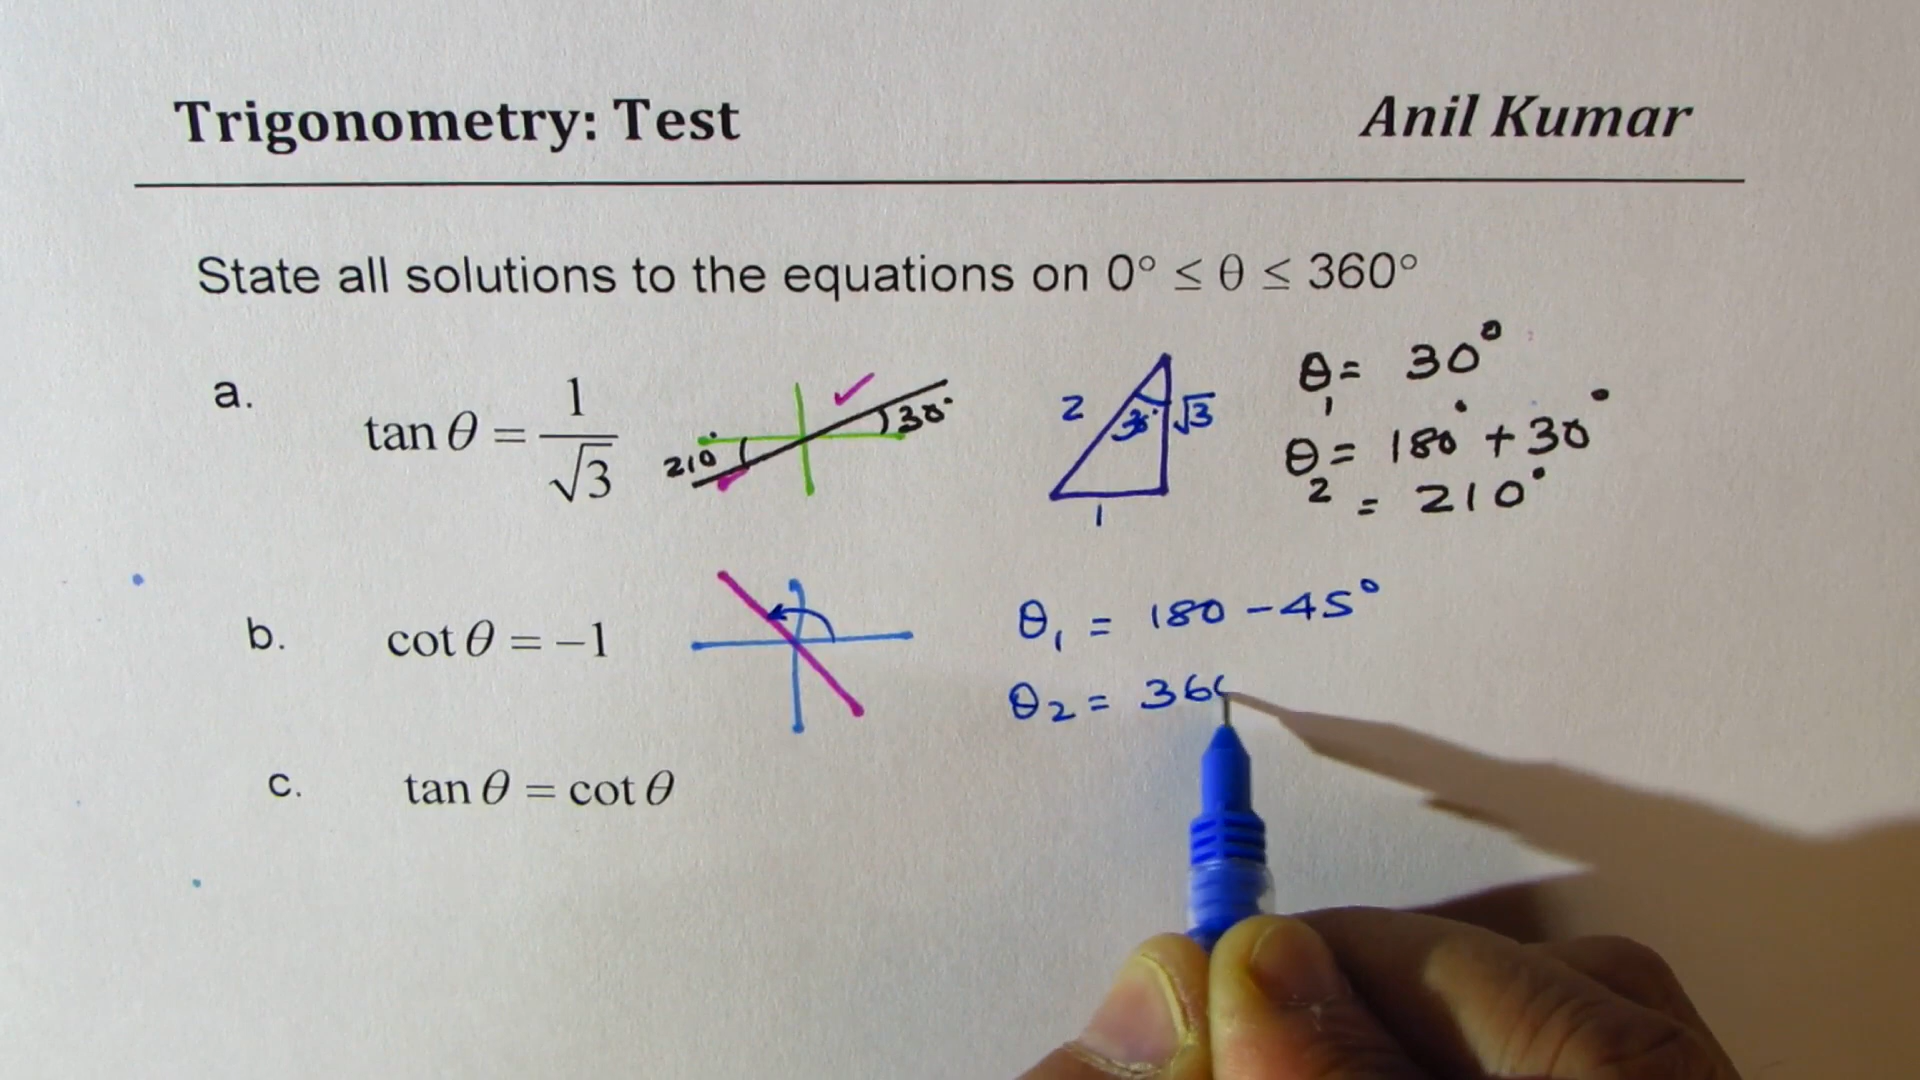 Trigonometry: Test Anil Kumar
State all solutions to the equations on 0° ≤ θ ≤ 360°
a. tan θ = 1/√3 210° 30° 2 30° √3 1
θ₁ = 30°
θ₂ = 180° + 30°
= 210°
b. cot θ = −1 θ₁ = 180 − 45°
θ₂ = 360
c. tan θ = cot θ